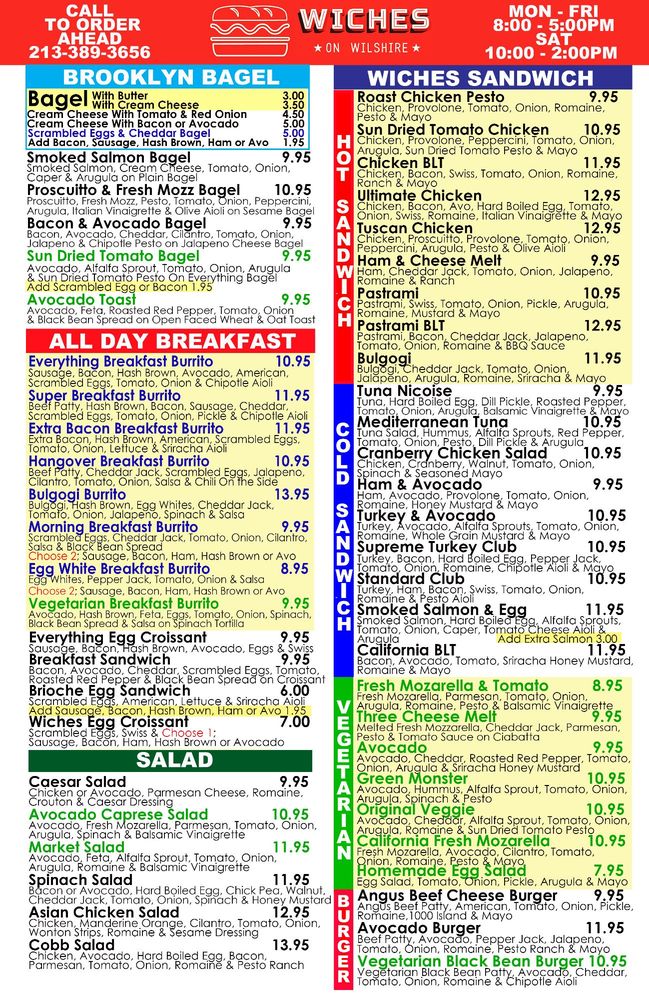 CALL
TO ORDER
AHEAD
213-389-3656
WICHES
★ ON WILSHIRE ★
MON - FRI
8:00 - 5:00PM
SAT
10:00 - 2:00PM
BROOKLYN BAGEL
Bagel With Butter 3.00
With Cream Cheese 3.50
Cream Cheese With Tomato & Red Onion 4.50
Cream Cheese With Bacon or Avocado 5.00
Scrambled Eggs & Cheddar Bagel 5.00
Add Bacon, Sausage, Hash Brown, Ham or Avo 1.95
Smoked Salmon Bagel 9.95
Smoked Salmon, Cream Cheese, Tomato, Onion,
Caper & Arugula on Plain Bagel
Proscuitto & Fresh Mozz Bagel 10.95
Proscuitto, Fresh Mozz, Pesto, Tomato, Onion, Peppercini,
Arugula, Italian Vinaigrette & Olive Aioli on Sesame Bagel
Bacon & Avocado Bagel 9.95
Bacon, Avocado, Cheddar, Cilantro, Tomato, Onion,
Jalapeno & Chipotle Pesto on Jalapeno Cheese Bagel
Sun Dried Tomato Bagel 9.95
Avocado, Alfalfa Sprout, Tomato, Onion, Arugula
& Sun Dried Tomato Pesto On Everything Bagel
Add Scrambled Egg or Bacon 1.95
Avocado Toast 9.95
Avocado, Feta, Roasted Red Pepper, Tomato, Onion
& Black Bean Spread on Open Faced Wheat & Oat Toast
ALL DAY BREAKFAST
Everything Breakfast Burrito 10.95
Sausage, Bacon, Hash Brown, Avocado, American,
Scrambled Eggs, Tomato, Onion & Chipotle Aioli
Super Breakfast Burrito 11.95
Beef Patty, Hash Brown, Bacon, Sausage, Cheddar,
Scrambled Eggs, Tomato, Onion, Pickle & Chipotle Aioli
Extra Bacon Breakfast Burrito 11.95
Extra Bacon, Hash Brown, American, Scrambled Eggs,
Tomato, Onion, Lettuce & Sriracha Aioli
Hangover Breakfast Burrito 10.95
Beef Patty, Cheddar Jack, Scrambled Eggs, Jalapeno,
Cilantro, Tomato, Onion, Salsa & Chili On the Side
Bulgogi Burrito 13.95
Bulgogi, Hash Brown, Egg Whites, Cheddar Jack,
Tomato, Onion, Jalapeno, Spinach & Salsa
Morning Breakfast Burrito 9.95
Scrambled Eggs, Cheddar Jack, Tomato, Onion, Cilantro,
Salsa & Black Bean Spread
Choose 2; Sausage, Bacon, Ham, Hash Brown or Avo
Egg White Breakfast Burrito 8.95
Egg Whites, Pepper Jack, Tomato, Onion & Salsa
Choose 2; Sausage, Bacon, Ham, Hash Brown or Avo
Vegetarian Breakfast Burrito 9.95
Avocado, Hash Brown, Feta, Eggs, Tomato, Onion, Spinach,
Black Bean Spread & Salsa on Spinach Tortilla
Everything Egg Croissant 9.95
Sausage, Bacon, Hash Brown, Avocado, Eggs & Swiss
Breakfast Sandwich 9.95
Bacon, Avocado, Cheddar, Scrambled Eggs, Tomato,
Roasted Red Pepper & Black Bean Spread on Croissant
Brioche Egg Sandwich 6.00
Scrambled Eggs, American, Lettuce & Sriracha Aioli
Add Sausage, Bacon, Hash Brown, Ham or Avo 1.95
Wiches Egg Croissant 7.00
Scrambled Eggs, Swiss & Choose 1;
Sausage, Bacon, Ham, Hash Brown or Avocado
SALAD
Caesar Salad 9.95
Chicken or Avocado, Parmesan Cheese, Romaine,
Crouton & Caesar Dressing
Avocado Caprese Salad 10.95
Avocado, Fresh Mozarella, Parmesan, Tomato, Onion,
Arugula, Spinach & Balsamic Vinaigrette
Market Salad 11.95
Avocado, Feta, Alfalfa Sprout, Tomato, Onion,
Arugula, Romaine & Balsamic Vinaigrette
Spinach Salad 11.95
Bacon or Avocado, Hard Boiled Egg, Chick Pea, Walnut,
Cheddar Jack, Tomato, Onion, Spinach & Honey Mustard
Asian Chicken Salad 12.95
Chicken, Manderine Orange, Cilantro, Tomato, Onion,
Wonton Strips, Romaine & Sesame Dressing
Cobb Salad 13.95
Chicken, Avocado, Hard Boiled Egg, Bacon,
Parmesan, Tomato, Onion, Romaine & Pesto Ranch
WICHES SANDWICH
HOT SANDWICH
Roast Chicken Pesto 9.95
Chicken, Provolone, Tomato, Onion, Romaine,
Pesto & Mayo
Sun Dried Tomato Chicken 10.95
Chicken, Provolone, Peppercini, Tomato, Onion,
Arugula, Sun Dried Tomato Pesto & Mayo
Chicken BLT 11.95
Chicken, Bacon, Swiss, Tomato, Onion, Romaine,
Ranch & Mayo
Ultimate Chicken 12.95
Chicken, Bacon, Avo, Hard Boiled Egg, Tomato,
Onion, Swiss, Romaine, Italian Vinaigrette & Mayo
Tuscan Chicken 12.95
Chicken, Proscuitto, Provolone, Tomato, Onion,
Peppercini, Arugula, Pesto & Olive Aioli
Ham & Cheese Melt 9.95
Ham, Cheddar Jack, Tomato, Onion, Jalapeno,
Romaine & Ranch
Pastrami 10.95
Pastrami, Swiss, Tomato, Onion, Pickle, Arugula,
Romaine, Mustard & Mayo
Pastrami BLT 12.95
Pastrami, Bacon, Cheddar Jack, Jalapeno,
Tomato, Onion, Romaine & BBQ Sauce
Bulgogi 11.95
Bulgogi, Cheddar Jack, Tomato, Onion,
Jalapeno, Arugula, Romaine, Sriracha & Mayo
COLD SANDWICH
Tuna Nicoise 9.95
Tuna, Hard Boiled Egg, Dill Pickle, Roasted Pepper,
Tomato, Onion, Arugula, Balsamic Vinaigrette & Mayo
Mediterranean Tuna 10.95
Tuna Salad, Hummus, Alfalfa Sprouts, Red Pepper,
Tomato, Onion, Pesto, Dill Pickle & Arugula
Cranberry Chicken Salad 10.95
Chicken, Crdnberry, Walnut, Tomato, Onion,
Spinach & Seasoned Mayo
Ham & Avocado 9.95
Ham, Avocado, Provolone, Tomato, Onion,
Romaine, Honey Mustard & Mayo
Turkey & Avocado 10.95
Turkey, Avocado, Alfalfa Sprouts, Tomato, Onion,
Romaine, Whole Grain Mustard & Mayo
Supreme Turkey Club 10.95
Turkey, Bacon, Hard Boiled Egg, Pepper Jack,
Tomato, Onion, Romaine, Chipotle Aioli & Mayo
Standard Club 10.95
Turkey, Ham, Bacon, Swiss, Tomato, Onion,
Romaine & Pesto Aioli
Smoked Salmon & Egg 11.95
Smoked Salmon, Hard Boiled Egg, Alfalfa Sprouts,
Tomato, Onion, Caper, Tomato Cheese Aioli &
Arugula Add Extra Salmon 3.00
California BLT 11.95
Bacon, Avocado, Tomato, Sriracha Honey Mustard,
Romaine & Mayo
VEGETARIAN
Fresh Mozarella & Tomato 8.95
Fresh Mozarella, Parmesan, Tomato, Onion,
Arugula, Romaine, Pesto & Balsamic Vinaigrette
Three Cheese Melt 9.95
Melted Fresh Mozzarella, Cheddar Jack, Parmesan,
Pesto & Tomato Sauce on Ciabatta
Avocado 9.95
Avocado, Cheddar, Roasted Red Pepper, Tomato,
Onion, Arugula & Sriracha Honey Mustard
Green Monster 10.95
Avocado, Hummus, Alfalfa Sprout, Tomato, Onion,
Arugula, Spinach & Pesto
Original Veggie 10.95
Avocado, Cheddar, Alfalfa Sprout, Tomato, Onion,
Arugula, Romaine & Sun Dried Tomato Pesto
California Fresh Mozarella 10.95
Fresh Mozarella, Avocado, Cilantro, Tomato,
Onion, Romaine, Pesto & Mayo
Homemade Egg Salad 7.95
Egg Salad, Tomato, Onion, Pickle, Arugula & Mayo
BURGER
Angus Beef Cheese Burger 9.95
Angus Beef Patty, American, Tomato, Onion, Pickle,
Romaine,1000 Island & Mayo
Avocado Burger 11.95
Beef Patty, Avocado, Pepper Jack, Jalapeno,
Tomato, Onion, Romaine, Pesto & Mayo
Vegetarian Black Bean Burger 10.95
Vegetarian Black Bean Patty, Avocado, Cheddar,
Tomato, Onion, Romaine & Chipotle Aioli